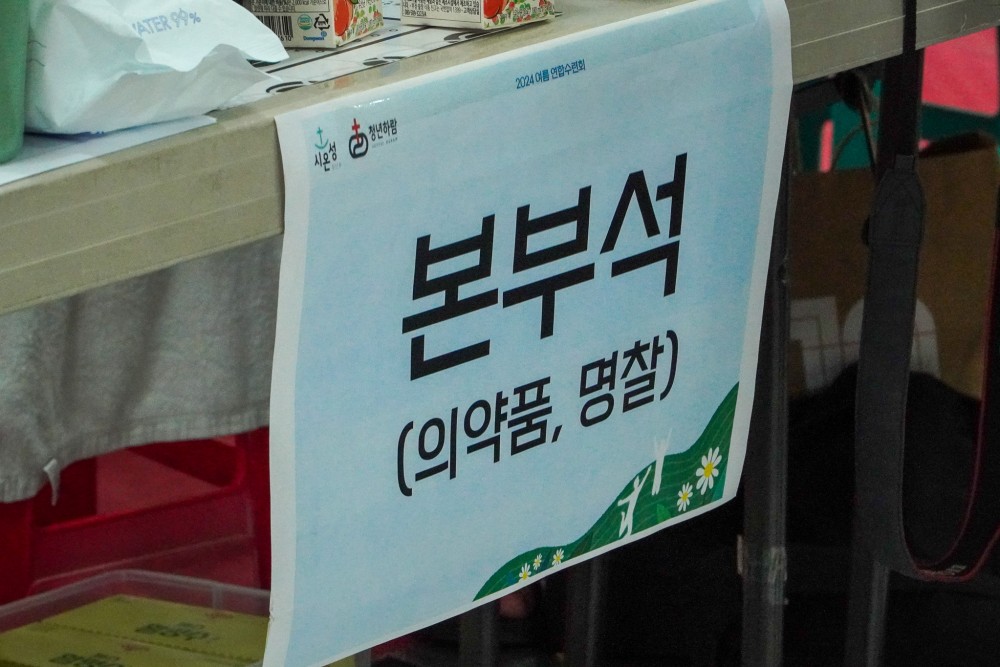 WATER 99%
2024 여름 연합수련회
시온성
청년하람
본부석
(의약품, 명찰)